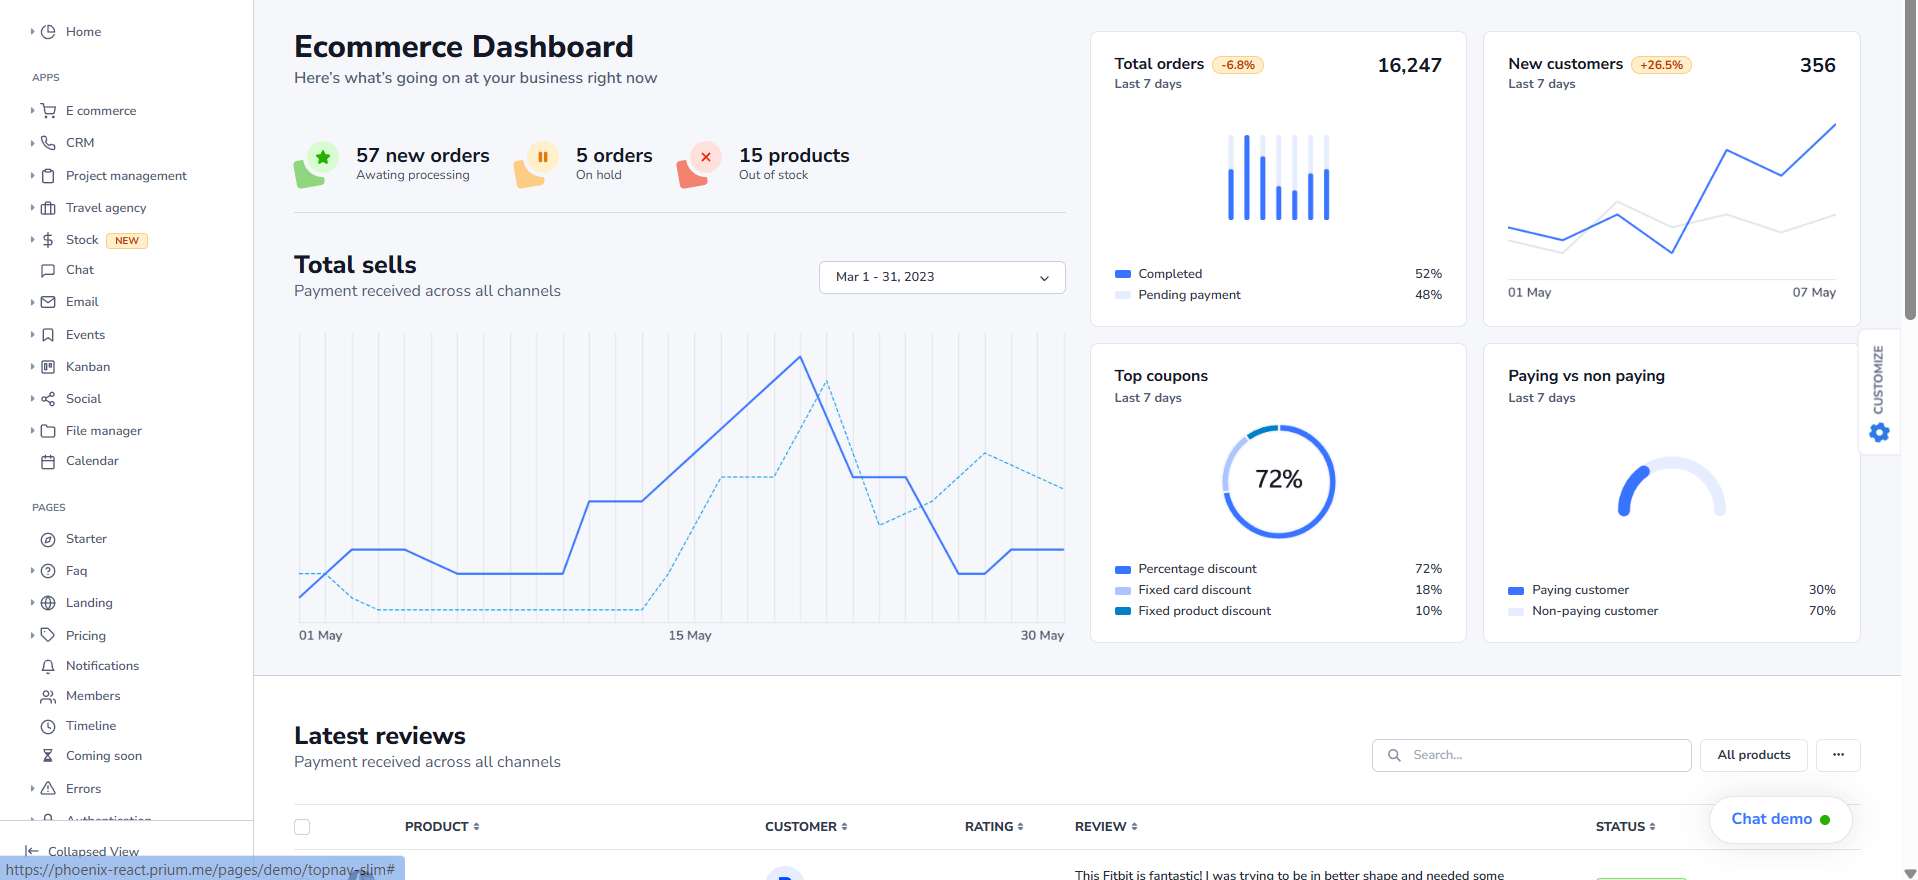 Home
APPS
E commerce
CRM
Project management
Travel agency
Stock NEW
Chat
Email
Events
Kanban
Social
File manager
Calendar
PAGES
Starter
Faq
Landing
Pricing
Notifications
Members
Timeline
Coming soon
Errors
Authentication
Collapsed View
https://phoenix-react.prium.me/pages/demo/topnav-slim#
Ecommerce Dashboard
Here's what's going on at your business right now
57 new orders
Awating processing
5 orders
On hold
15 products
Out of stock
Total sells
Payment received across all channels
Mar 1 - 31, 2023
01 May 15 May 30 May
Total orders -6.8% 16,247
Last 7 days
Completed 52%
Pending payment 48%
New customers +26.5% 356
Last 7 days
01 May 07 May
Top coupons
Last 7 days
72%
Percentage discount 72%
Fixed card discount 18%
Fixed product discount 10%
Paying vs non paying
Last 7 days
Paying customer 30%
Non-paying customer 70%
CUSTOMIZE
Latest reviews
Payment received across all channels
Search... All products ...
PRODUCT CUSTOMER RATING REVIEW STATUS
Chat demo
This Fitbit is fantastic! I was trying to be in better shape and needed some